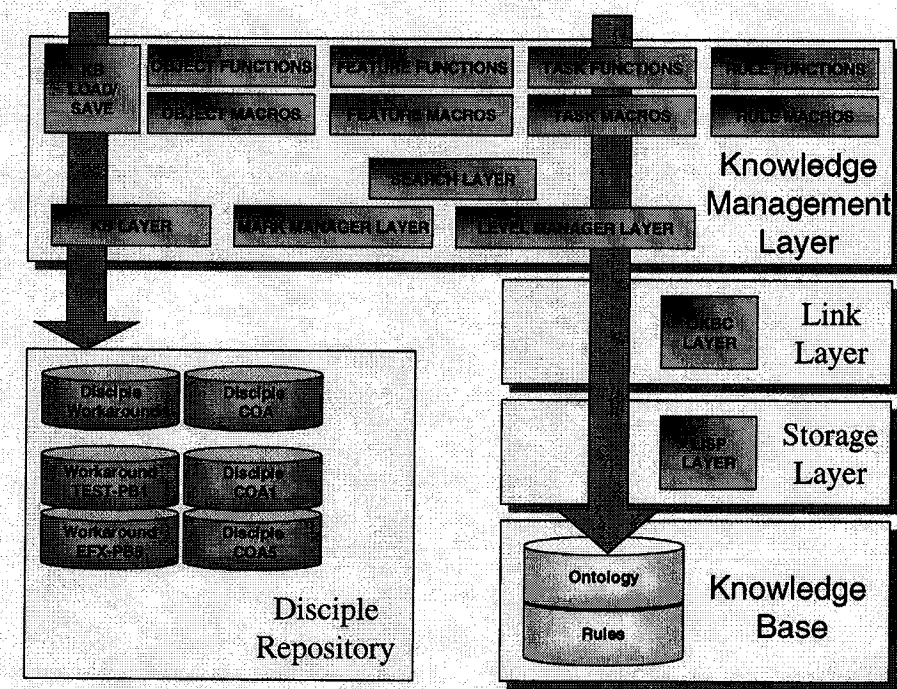 KB
LOAD/
SAVE
OBJECT FUNCTIONS
FEATURE FUNCTIONS
TASK FUNCTIONS
RULE FUNCTIONS
OBJECT MACROS
FEATURE MACROS
TASK MACROS
RULE MACROS
SEARCH LAYER
Knowledge
Management
Layer
KB LAYER
MARK MANAGER LAYER
LEVEL MANAGER LAYER
OKBC
LAYER
Link
Layer
Disciple
Workaround
Disciple
COA
LISP
LAYER
Storage
Layer
Workaround
TEST-PB1
Disciple
COA1
Workaround
EFX-PB5
Disciple
COA5
Disciple
Repository
Ontology
Rules
Knowledge
Base